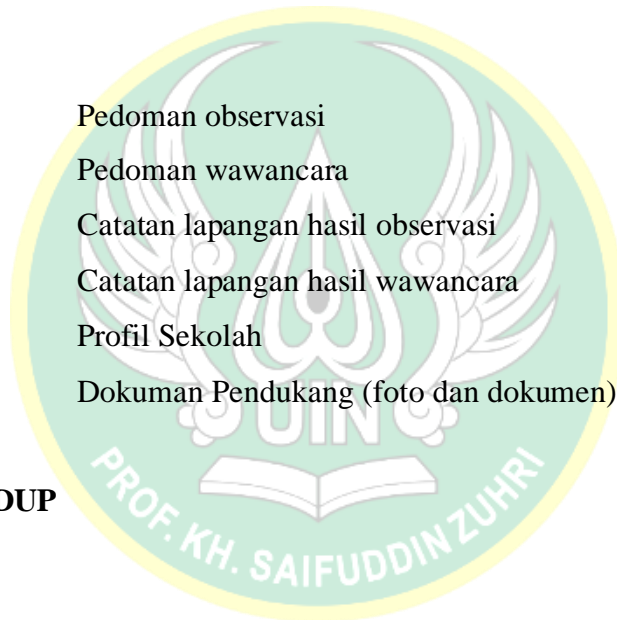 Pedoman observasi
Pedoman wawancara
Catatan lapangan hasil observasi
Catatan lapangan hasil wawancara
Profil Sekolah
Dokuman Pendukang (foto dan dokumen)
UIN
OUP
PROF. KH. SAIFUDDIN ZUHRI